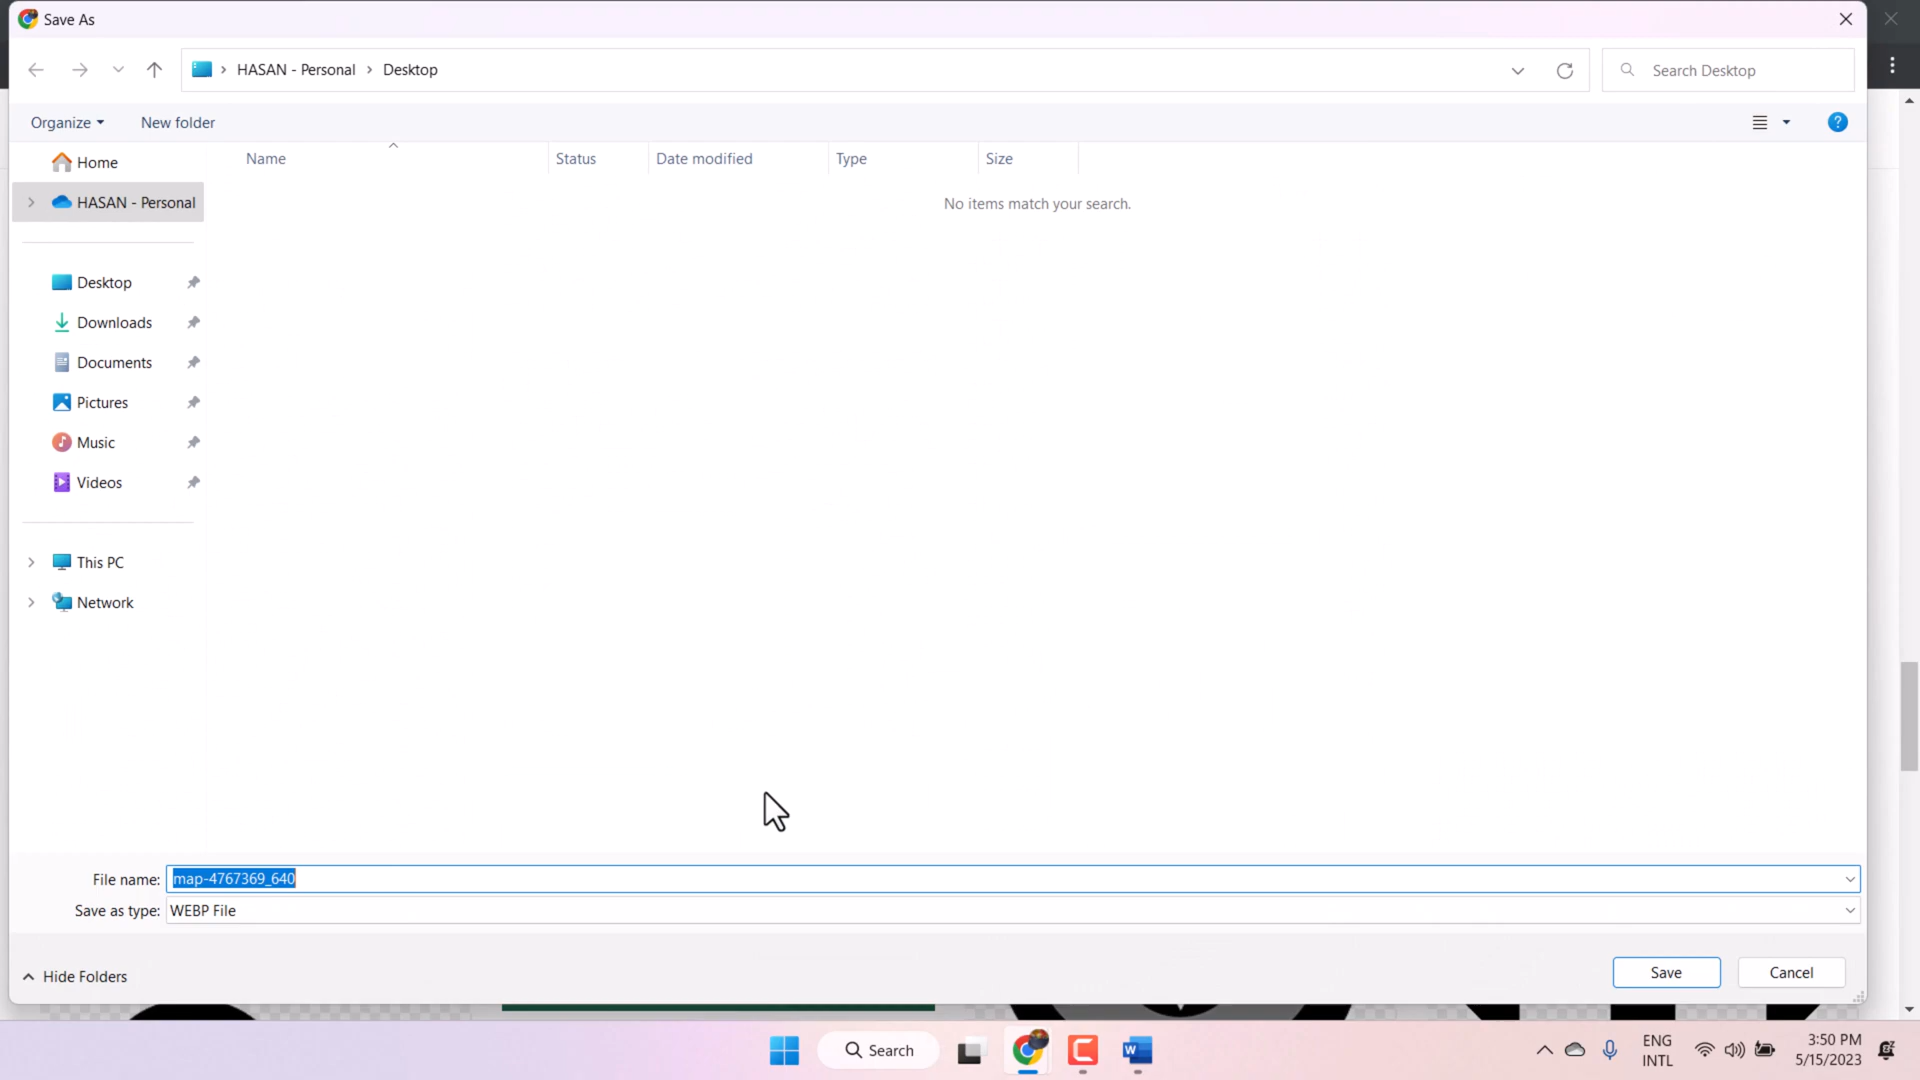 Save As
HASAN - Personal > Desktop
Search Desktop
Organize
New folder
?
Name
Status
Date modified
Type
Size
No items match your search.
Home
HASAN - Personal
Desktop
Downloads
Documents
Pictures
Music
Videos
This PC
Network
File name: map-4767369_640
Save as type: WEBP File
Hide Folders
Save
Cancel
Search
ENG
INTL
3:50 PM
5/15/2023